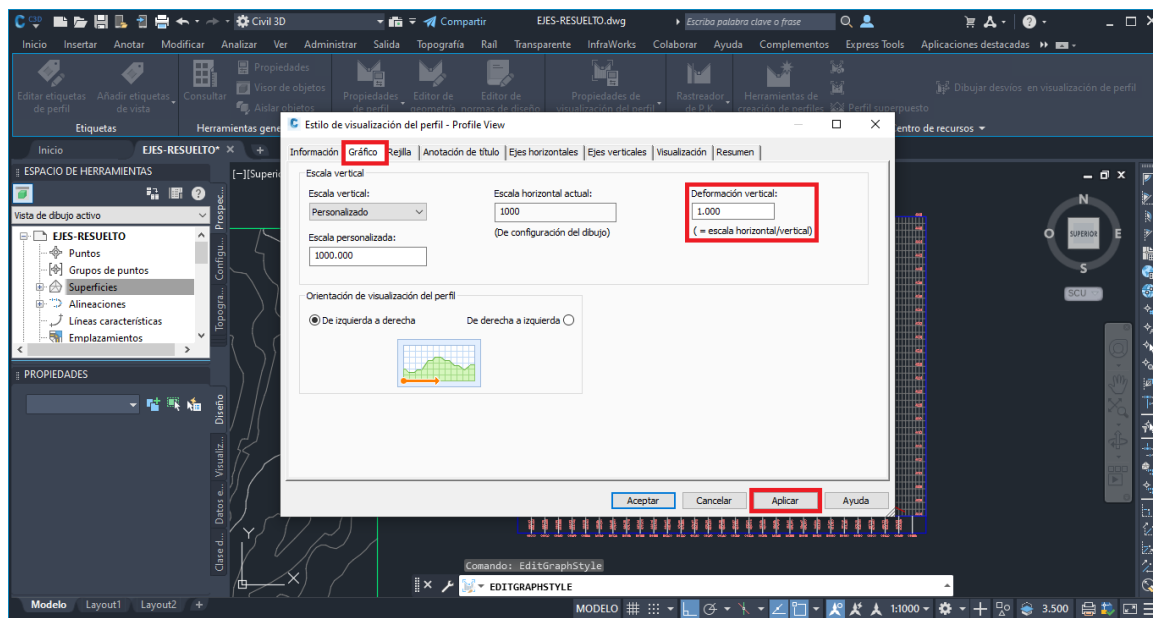 C C3D Civil 3D Compartir EJES-RESUELTO.dwg Escriba palabra clave o frase
Inicio Insertar Anotar Modificar Analizar Ver Administrar Salida Topografía Raíl Transparente InfraWorks Colaborar Ayuda Complementos Express Tools Aplicaciones destacadas
Editar etiquetas de perfil
Añadir etiquetas de vista
Consultar
Propiedades
Visor de objetos
Aislar objetos
Propiedades de perfil
Editor de geometría
Editor de normas de diseño
Propiedades de visualización del perfil
Rastreador de P.K.
Herramientas de creación de perfiles
Perfil superpuesto
Dibujar desvíos en visualización de perfil
Etiquetas
Herramientas gene
entro de recursos
Inicio EJES-RESUELTO* × +
ESPACIO DE HERRAMIENTAS
Vista de dibujo activo
EJES-RESUELTO
Puntos
Grupos de puntos
Superficies
Alineaciones
Líneas características
Emplazamientos
Prospec...
Configu...
Topogra...
PROPIEDADES
Diseño
Visualiz...
Datos e...
Clase d...
[-][Superio
Estilo de visualización del perfil - Profile View
Información Gráfico Rejilla Anotación de título Ejes horizontales Ejes verticales Visualización Resumen
Escala vertical
Escala vertical:
Personalizado
Escala personalizada:
1000.000
Escala horizontal actual:
1000
(De configuración del dibujo)
Deformación vertical:
1.000
( = escala horizontal/vertical)
Orientación de visualización del perfil
De izquierda a derecha De derecha a izquierda
Aceptar Cancelar Aplicar Ayuda
N
O SUPERIOR E
S
SCU
Y
X
Comando: EditGraphStyle
EDITGRAPHSTYLE
Modelo Layout1 Layout2 +
MODELO 1:1000 3.500